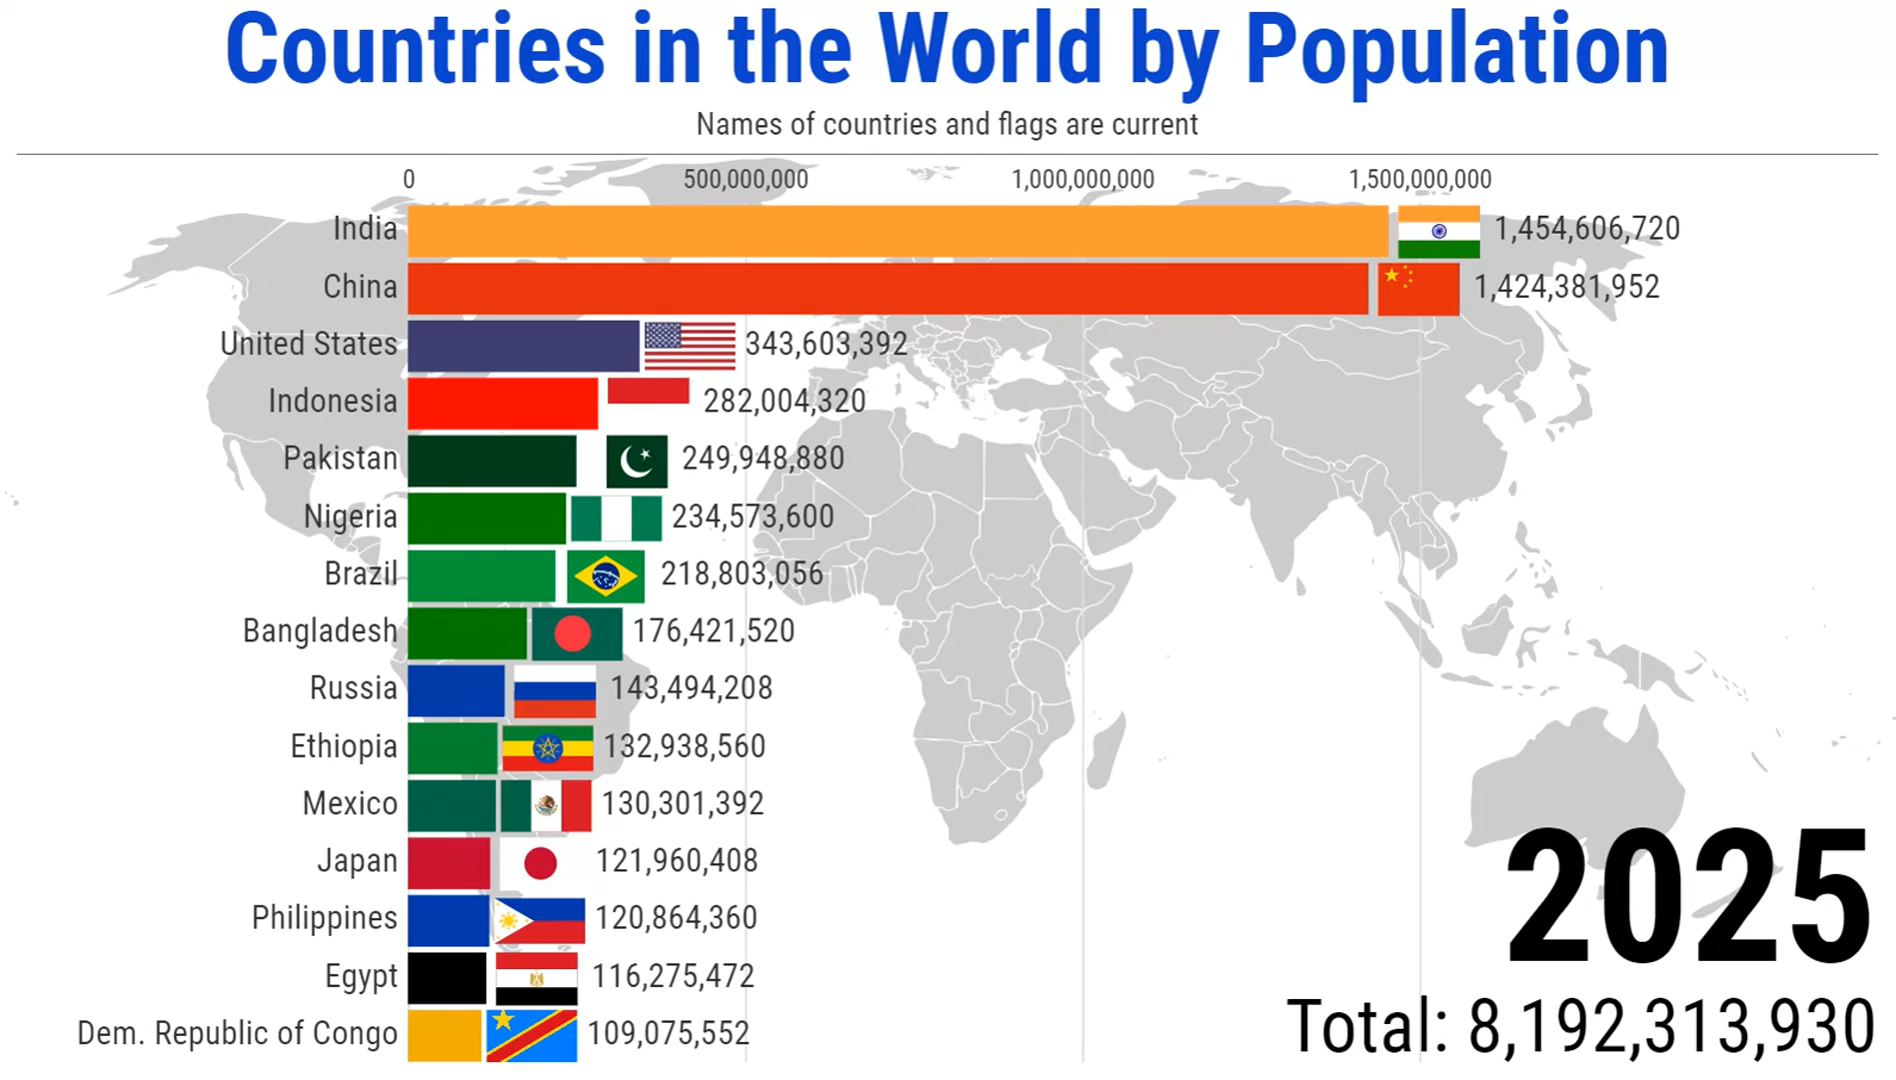 Countries in the World by Population
Names of countries and flags are current
0 500,000,000 1,000,000,000 1,500,000,000
India 1,454,606,720
China 1,424,381,952
United States 343,603,392
Indonesia 282,004,320
Pakistan 249,948,880
Nigeria 234,573,600
Brazil 218,803,056
Bangladesh 176,421,520
Russia 143,494,208
Ethiopia 132,938,560
Mexico 130,301,392
Japan 121,960,408
Philippines 120,864,360
Egypt 116,275,472
Dem. Republic of Congo 109,075,552
2025
Total: 8,192,313,930